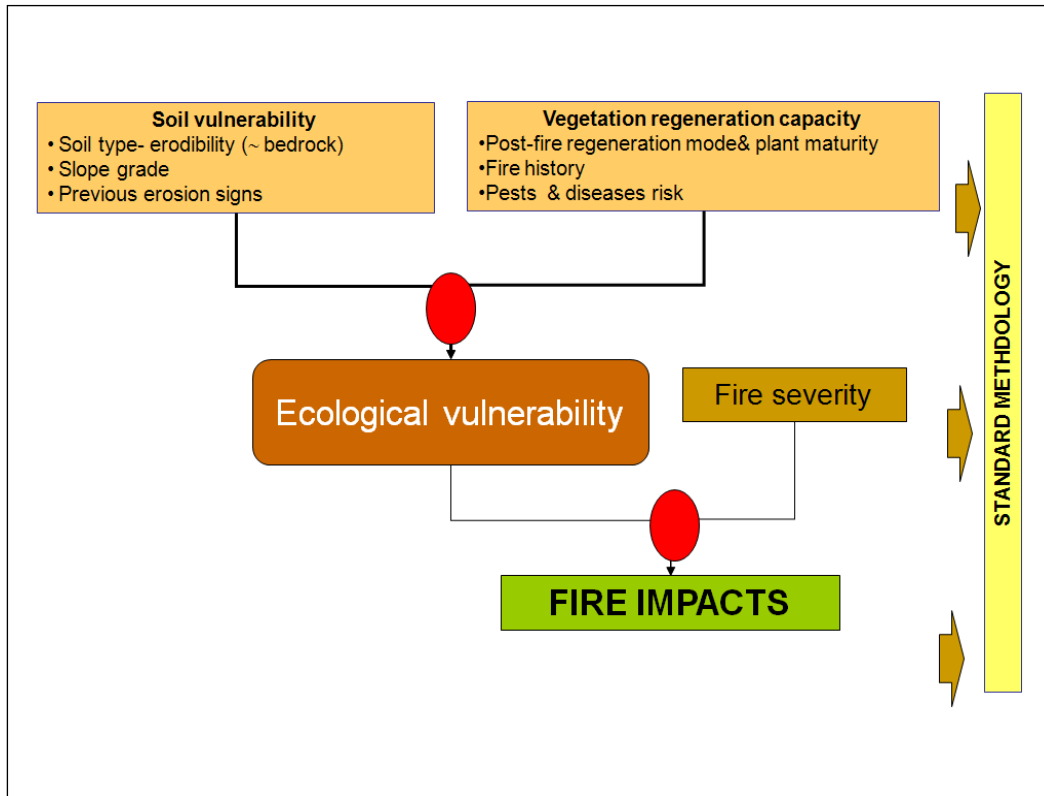 Soil vulnerability
• Soil type- erodibility (~ bedrock)
• Slope grade
• Previous erosion signs
Vegetation regeneration capacity
•Post-fire regeneration mode& plant maturity
•Fire history
•Pests & diseases risk
Ecological vulnerability
Fire severity
FIRE IMPACTS
STANDARD METHDOLOGY